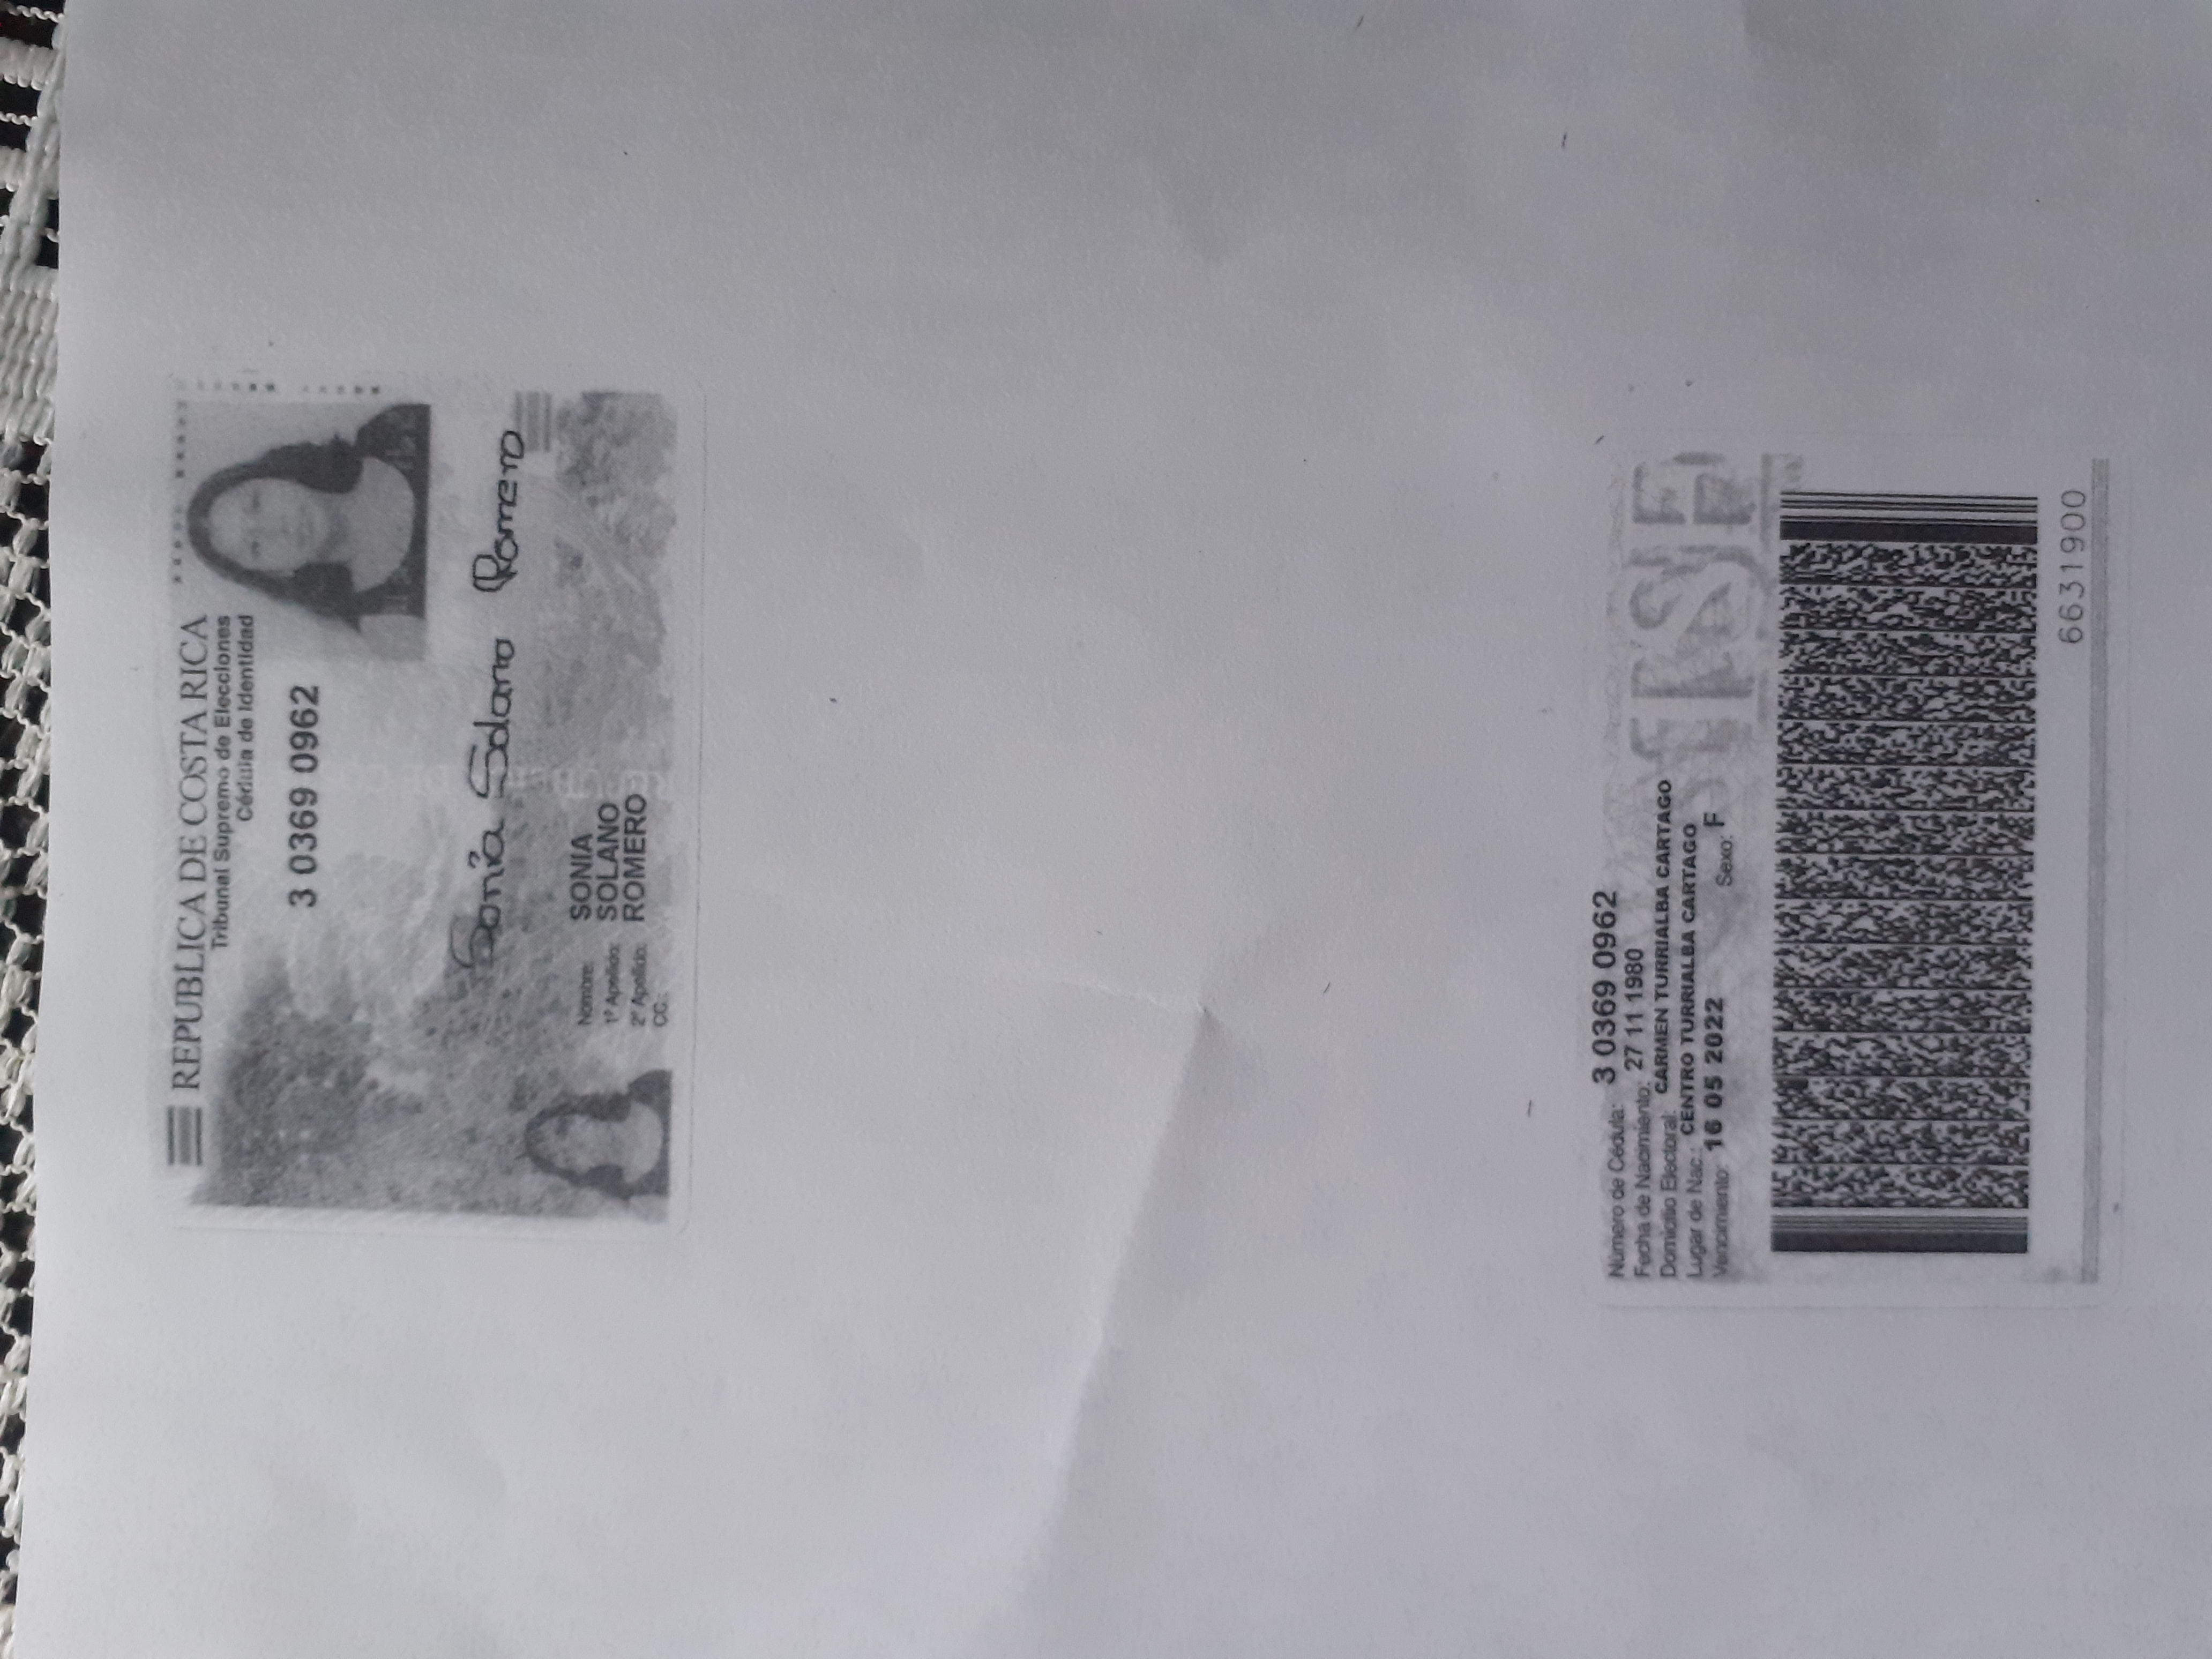 REPUBLICA DE COSTA RICA
Tribunal Supremo de Elecciones
Cédula de Identidad
3 0369 0962
Sonia Solano Romero
Nombre: SONIA
1º Apellido: SOLANO
2º Apellido: ROMERO
CC.:
Número de Cédula: 3 0369 0962
Fecha de Nacimiento: 27 11 1980
Domicilio Electoral: CARMEN TURRIALBA CARTAGO
Lugar de Nac.: CENTRO TURRIALBA CARTAGO
Vencimiento: 16 05 2022 Sexo: F
TSE
6631900